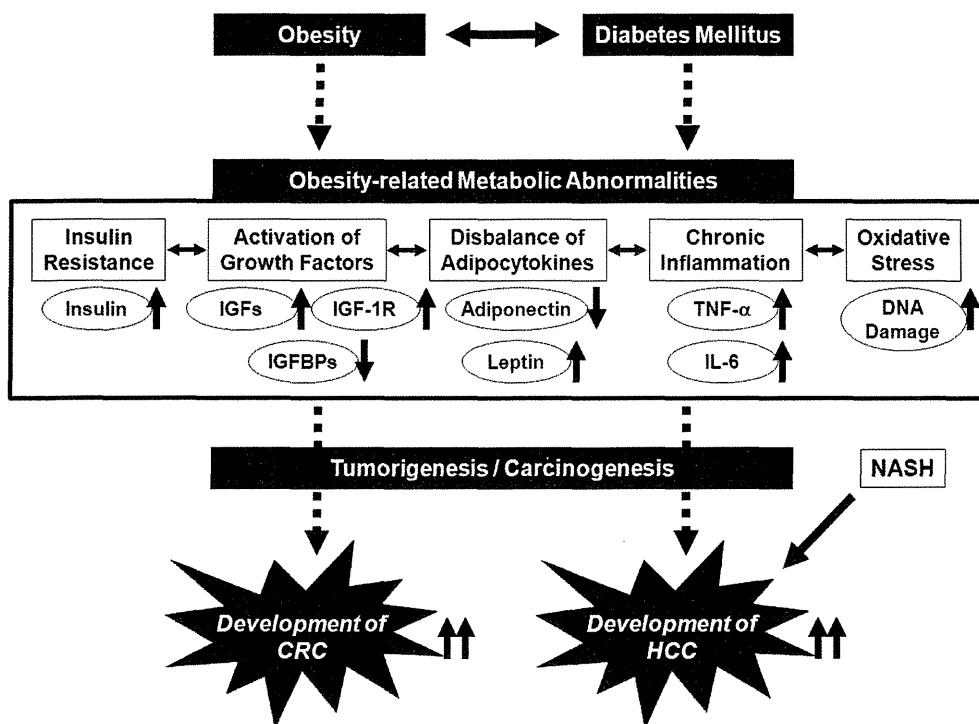 Obesity
Diabetes Mellitus
Obesity-related Metabolic Abnormalities
Insulin
Resistance
Activation of
Growth Factors
Disbalance of
Adipocytokines
Chronic
Inflammation
Oxidative
Stress
Insulin
IGFs
IGF-1R
IGFBPs
Adiponectin
Leptin
TNF-α
IL-6
DNA
Damage
Tumorigenesis / Carcinogenesis
NASH
Development of
CRC
Development of
HCC